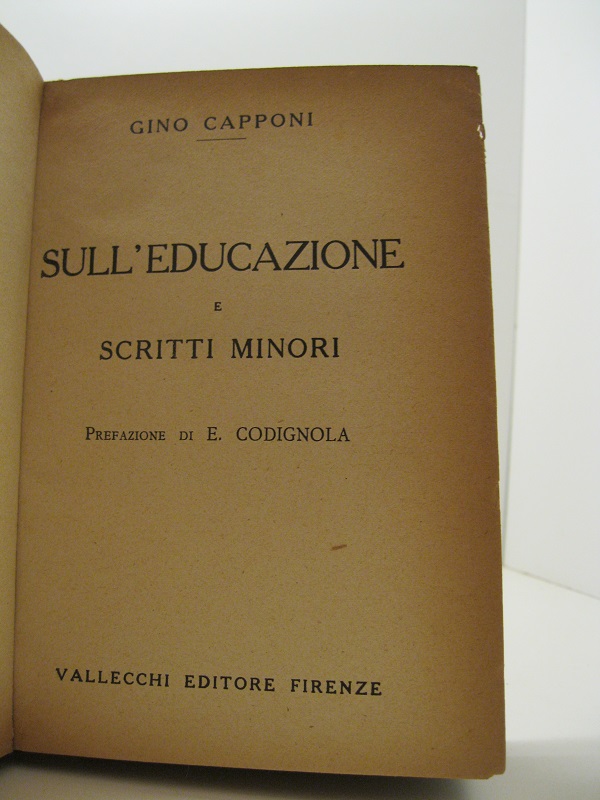 GINO CAPPONI
SULL'EDUCAZIONE
E
SCRITTI MINORI
PREFAZIONE DI E. CODIGNOLA
VALLECCHI EDITORE FIRENZE